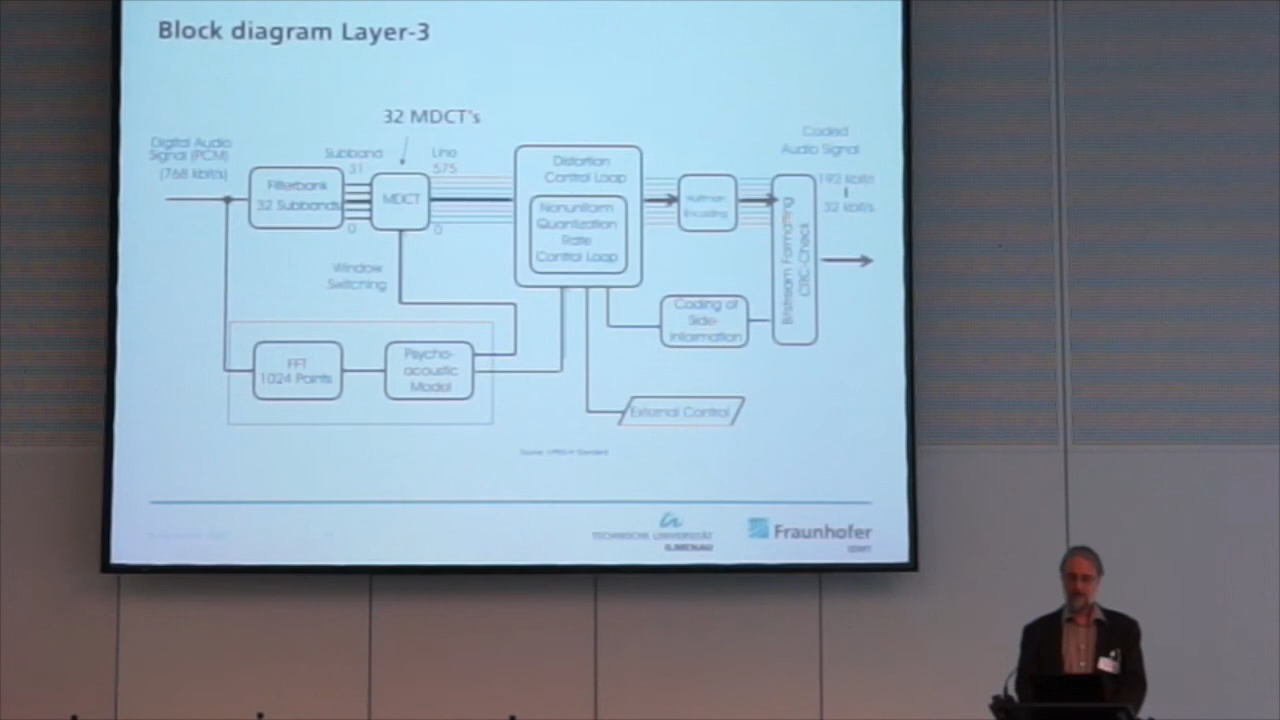 Block diagram Layer-3
32 MDCT's
Digital Audio
Signal (PCM)
(768 kbit/s)
Subband
31
0
Line
575
0
Filterbank
32 Subbands
MDCT
Distortion
Control Loop
Nonuniform
Quantization
Rate
Control Loop
Huffman
Encoding
Coded
Audio Signal
192 kbit/s
32 kbit/s
Bitstream Formatting
CRC-Check
Window
Switching
Coding of
Side-
information
FFT
1024 Points
Psycho-
acoustic
Model
External Control
TECHNISCHE UNIVERSITÄT
ILMENAU
Fraunhofer
IDMT